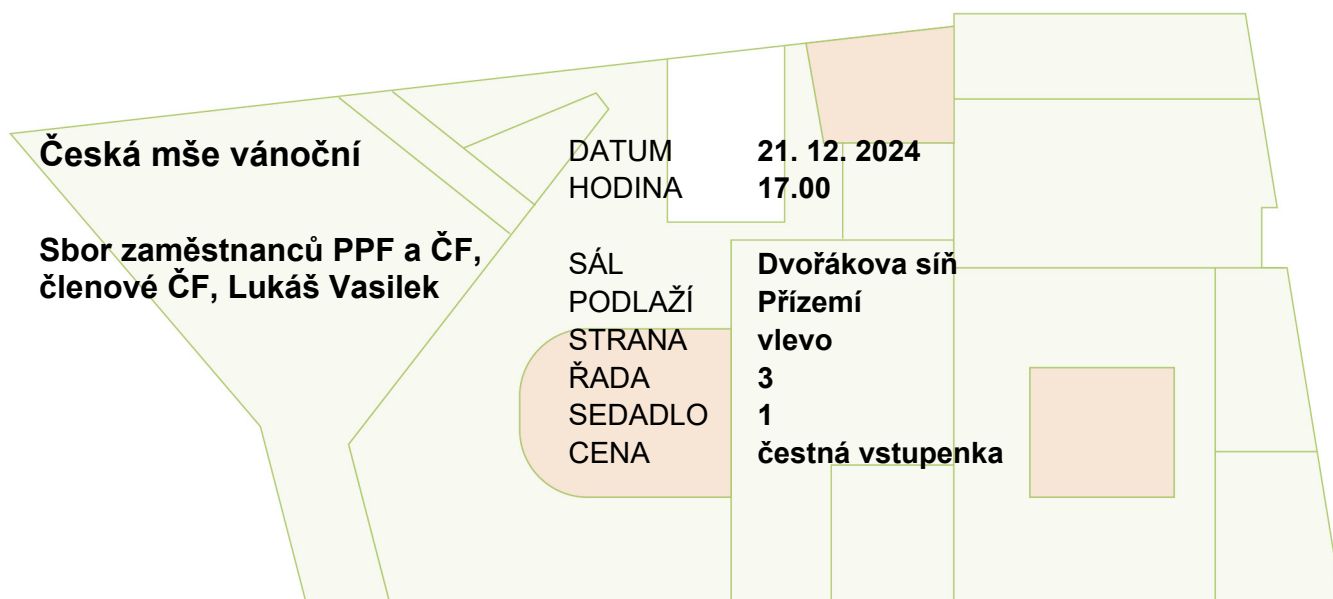 Česká mše vánoční
Sbor zaměstnanců PPF a ČF,
členové ČF, Lukáš Vasilek
DATUM 21. 12. 2024
HODINA 17.00
SÁL Dvořákova síň
PODLAŽÍ Přízemí
STRANA vlevo
ŘADA 3
SEDADLO 1
CENA čestná vstupenka